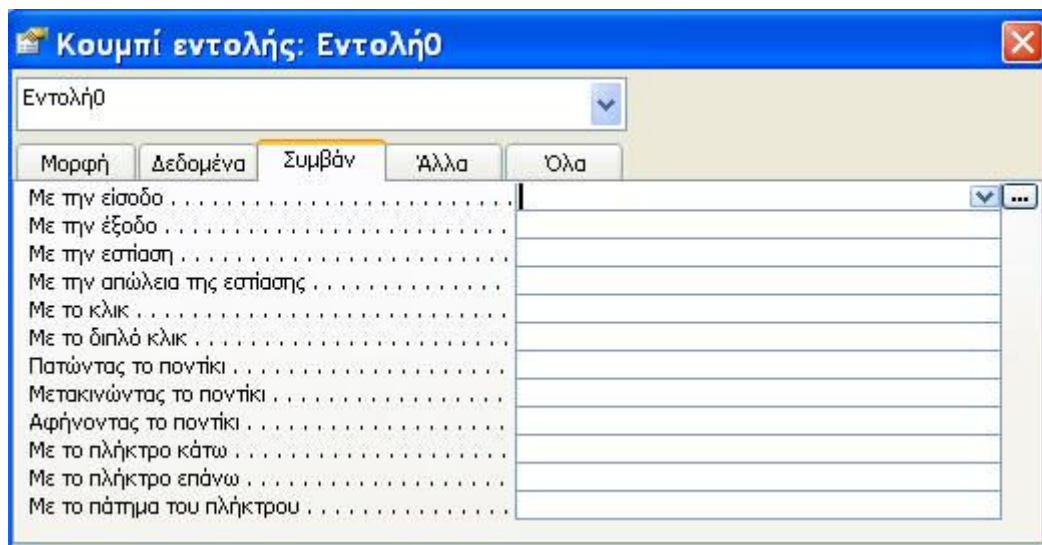 Κουμπί εντολής: Εντολή0
Εντολή0
Μορφή Δεδομένα Συμβάν Άλλα Όλα
Με την είσοδο . . . . . . . . . . . . . . . . . . . . . . . . . . ...
Με την έξοδο . . . . . . . . . . . . . . . . . . . . . . . . . .
Με την εστίαση . . . . . . . . . . . . . . . . . . . . . . . . .
Με την απώλεια της εστίασης . . . . . . . . . . . . . . .
Με το κλικ . . . . . . . . . . . . . . . . . . . . . . . . . . . .
Με το διπλό κλικ . . . . . . . . . . . . . . . . . . . . . . . .
Πατώντας το ποντίκι . . . . . . . . . . . . . . . . . . . . .
Μετακινώντας το ποντίκι . . . . . . . . . . . . . . . . . .
Αφήνοντας το ποντίκι . . . . . . . . . . . . . . . . . . . .
Με το πλήκτρο κάτω . . . . . . . . . . . . . . . . . . . . .
Με το πλήκτρο επάνω . . . . . . . . . . . . . . . . . . . .
Με το πάτημα του πλήκτρου . . . . . . . . . . . . . . .